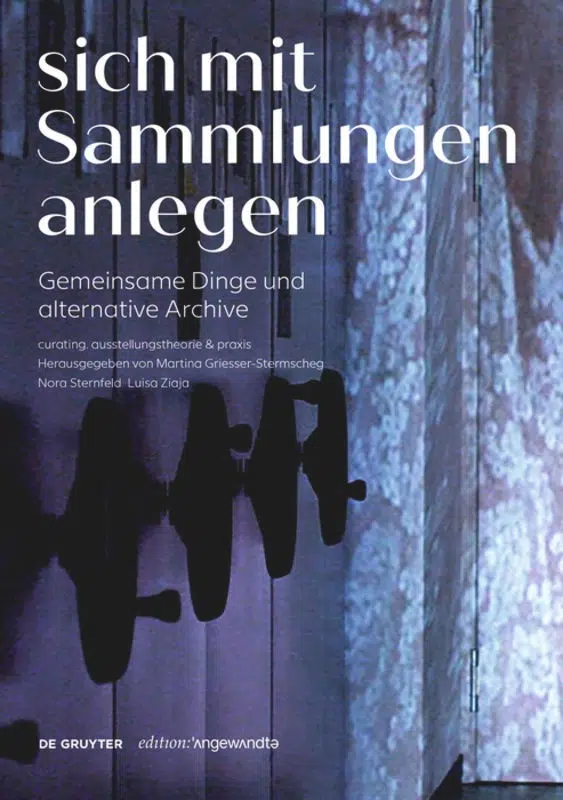 sich mit
Sammlungen
anlegen
Gemeinsame Dinge und
alternative Archive
curating. ausstellungstheorie & praxis
Herausgegeben von Martina Griesser-Stermscheg
Nora Sternfeld Luisa Ziaja
DE GRUYTER edition:'ʌngewʌndtə